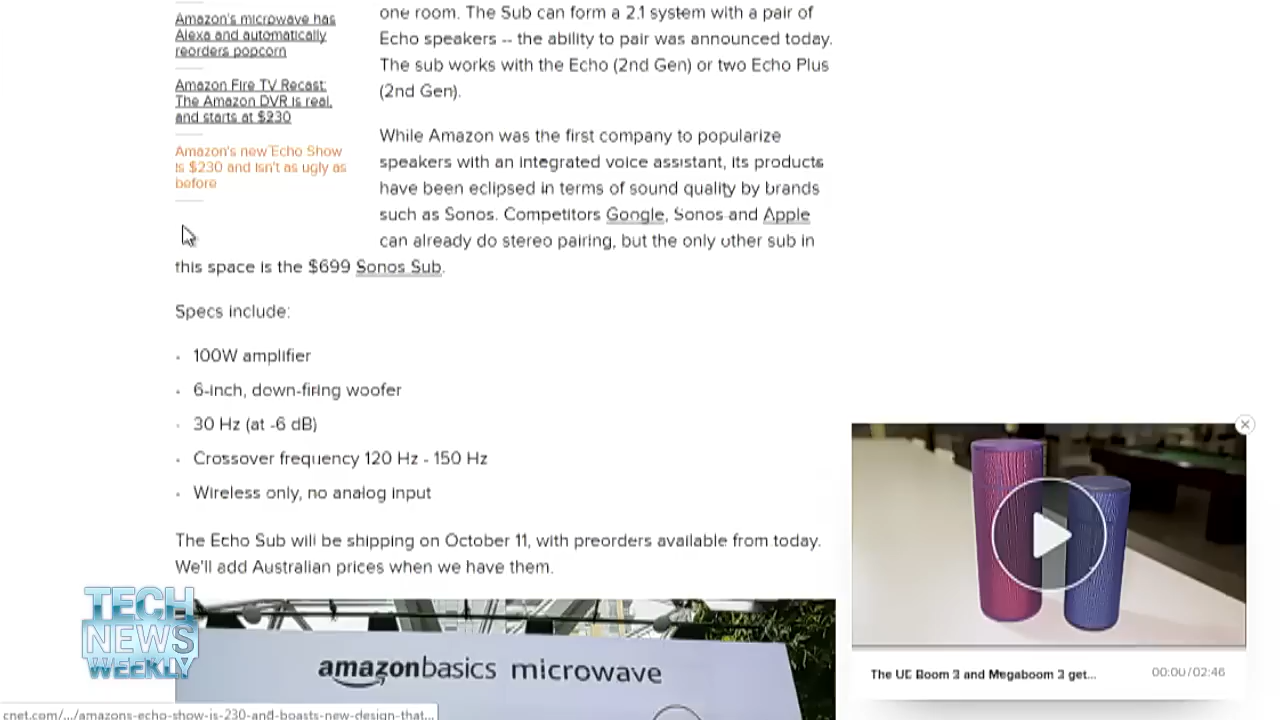 Amazon's microwave has
Alexa and automatically
reorders popcorn
Amazon Fire TV Recast:
The Amazon DVR is real,
and starts at $230
Amazon's new Echo Show
is $230 and isn't as ugly as
before
one room. The Sub can form a 2.1 system with a pair of
Echo speakers -- the ability to pair was announced today.
The sub works with the Echo (2nd Gen) or two Echo Plus
(2nd Gen).
While Amazon was the first company to popularize
speakers with an integrated voice assistant, its products
have been eclipsed in terms of sound quality by brands
such as Sonos. Competitors Google, Sonos and Apple
can already do stereo pairing, but the only other sub in
this space is the $699 Sonos Sub.
Specs include:
• 100W amplifier
• 6-inch, down-firing woofer
• 30 Hz (at -6 dB)
• Crossover frequency 120 Hz - 150 Hz
• Wireless only, no analog input
The Echo Sub will be shipping on October 11, with preorders available from today.
We'll add Australian prices when we have them.
TECH
NEWS
WEEKLY
amazonbasics microwave
The UE Boom 3 and Megaboom 3 get...
00:00/02:46
cnet.com/.../amazons-echo-show-is-230-and-boasts-new-design-that...